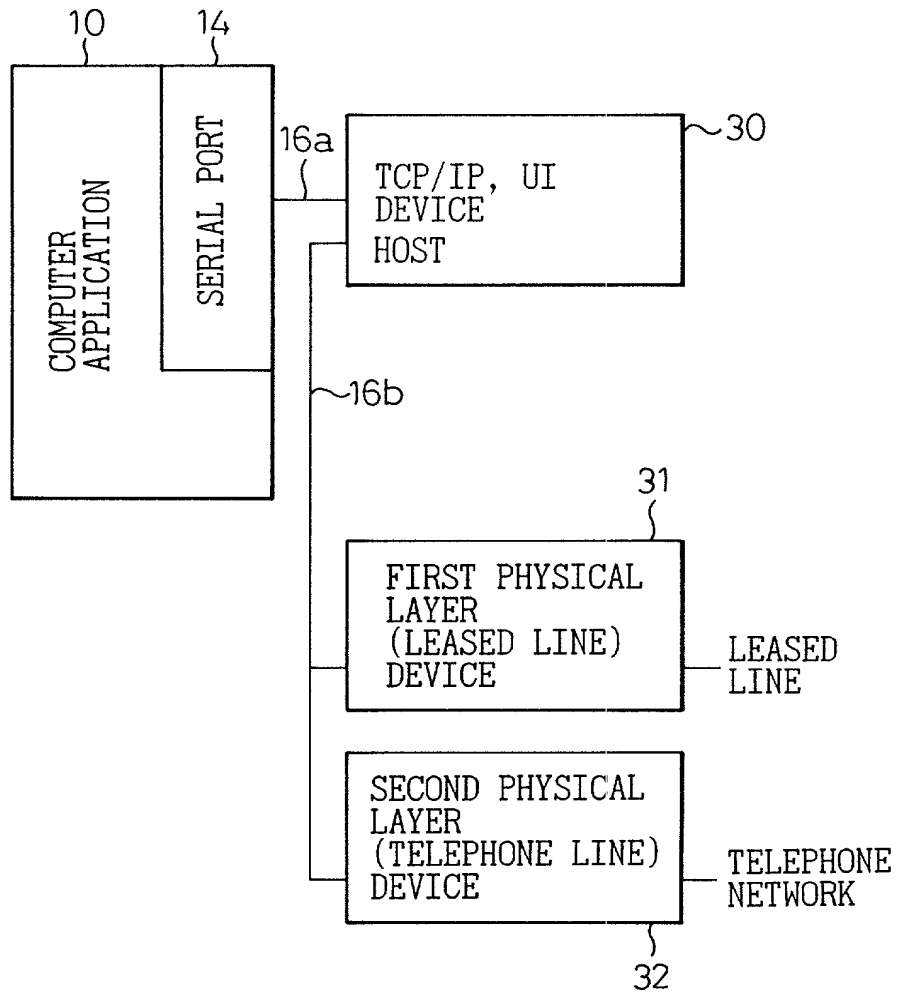 10
14
COMPUTER
APPLICATION
SERIAL PORT
16a
TCP/IP, UI
DEVICE
HOST
30
16b
31
FIRST PHYSICAL
LAYER
(LEASED LINE)
DEVICE
LEASED
LINE
SECOND PHYSICAL
LAYER
(TELEPHONE LINE)
DEVICE
TELEPHONE
NETWORK
32